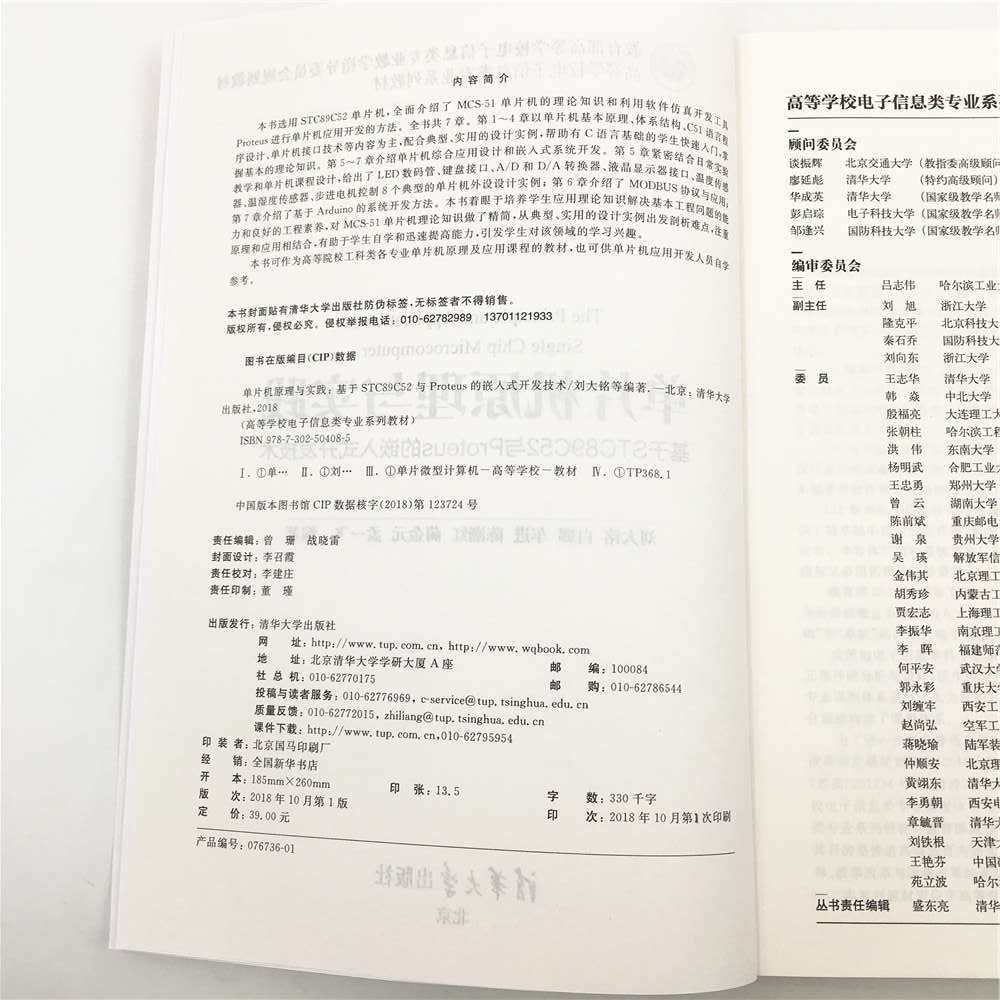 内容简介
本书选用STC89C52单片机,全面介绍了MCS-51单片机的理论知识和利用软件仿真开发工具
Proteus进行单片机应用开发的方法。全书共7章。第1～4章以单片机基本原理、体系结构、C51语言程
序设计、单片机接口技术等内容为主,配合典型、实用的设计实例,帮助有C语言基础的学生快速入门,掌
握基本的理论知识。第5～7章介绍单片机综合应用设计和嵌入式系统开发。第5章紧密结合日常实验
教学和单片机课程设计,给出了LED数码管、键盘接口、A/D和D/A转换器、液晶显示器接口、温度传感
器、温湿度传感器、步进电机控制8个典型的单片机外设设计实例;第6章介绍了MODBUS协议与应用;
第7章介绍了基于Arduino的系统开发方法。本书着眼于培养学生应用理论知识解决基本工程问题的能
力和良好的工程素养,对MCS-51单片机理论知识做了精简,从典型、实用的设计实例出发剖析难点,注重
原理和应用相结合,有助于学生自学和迅速提高能力,引发学生对该领域的学习兴趣。
本书可作为高等院校工科类各专业单片机原理及应用课程的教材,也可供单片机应用开发人员自学
参考。
本书封面贴有清华大学出版社防伪标签,无标签者不得销售。
版权所有,侵权必究。侵权举报电话:010-62782989 13701121933
图书在版编目(CIP)数据
单片机原理与实践:基于STC89C52与Proteus的嵌入式开发技术/刘大铭等编著.—北京:清华大学
出版社,2018
(高等学校电子信息类专业系列教材)
ISBN 978-7-302-50408-5
Ⅰ.①单… Ⅱ.①刘… Ⅲ.①单片微型计算机－高等学校－教材 Ⅳ.①TP368.1
中国版本图书馆CIP数据核字(2018)第123724号
责任编辑:曾 珊 战晓雷
封面设计:李召霞
责任校对:李建庄
责任印制:董 瑾
出版发行:清华大学出版社
网 址:http://www.tup.com.cn, http://www.wqbook.com
地 址:北京清华大学学研大厦A座 邮 编:100084
社 总 机:010-62770175 邮 购:010-62786544
投稿与读者服务:010-62776969, c-service@tup.tsinghua.edu.cn
质量反馈:010-62772015, zhiliang@tup.tsinghua.edu.cn
课件下载:http://www.tup.com.cn,010-62795954
印 装 者:北京国马印刷厂
经 销:全国新华书店
开 本:185mm×260mm 印 张:13.5 字 数:330千字
版 次:2018年10月第1版 印 次:2018年10月第1次印刷
定 价:39.00元
产品编号:076736-01
高等学校电子信息类专业系
顾问委员会
谈振辉 北京交通大学 (教指委高级顾问
廖延彪 清华大学 (特约高级顾问)
华成英 清华大学 (国家级教学名师
彭启琮 电子科技大学 (国家级教学名师
邹逢兴 国防科技大学 (国家级教学名师
编审委员会
主 任 吕志伟 哈尔滨工业
副主任 刘 旭 浙江大学
隆克平 北京科技大
秦石乔 国防科技大
刘向东 浙江大学
委 员 王志华 清华大学
韩 焱 中北大学
殷福亮 大连理工大
张朝柱 哈尔滨工程
洪 伟 东南大学
杨明武 合肥工业大
王忠勇 郑州大学
曾 云 湖南大学
陈前斌 重庆邮电
谢 泉 贵州大学
吴 瑛 解放军信
金伟其 北京理工
胡秀珍 内蒙古工
贾宏志 上海理工
李振华 南京理工
李 晖 福建师范
何平安 武汉大学
郭永彩 重庆大学
刘缠牢 西安工
赵尚弘 空军工
蒋晓瑜 陆军装
仲顺安 北京理
黄翊东 清华大
李勇朝 西安电
章毓晋 清华大
刘铁根 天津大
王艳芬 中国
苑立波 哈尔
丛书责任编辑 盛东亮 清华